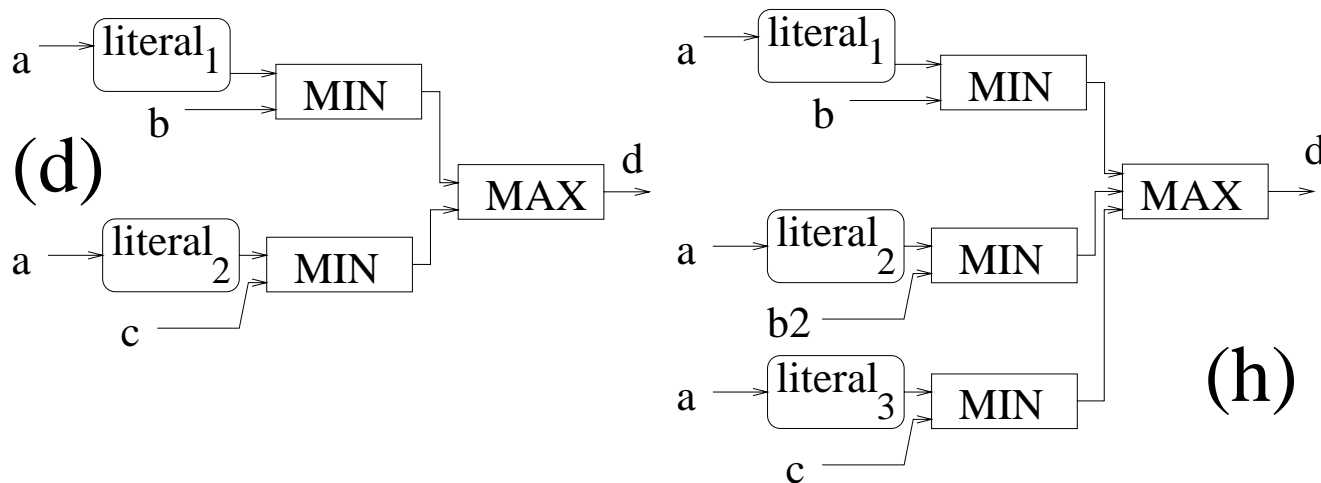 a
literal1
MIN
b
(d)
d
MAX
a
literal2
MIN
c
a
literal1
MIN
b
d
MAX
a
literal2
MIN
b2
a
literal3
MIN
c
(h)